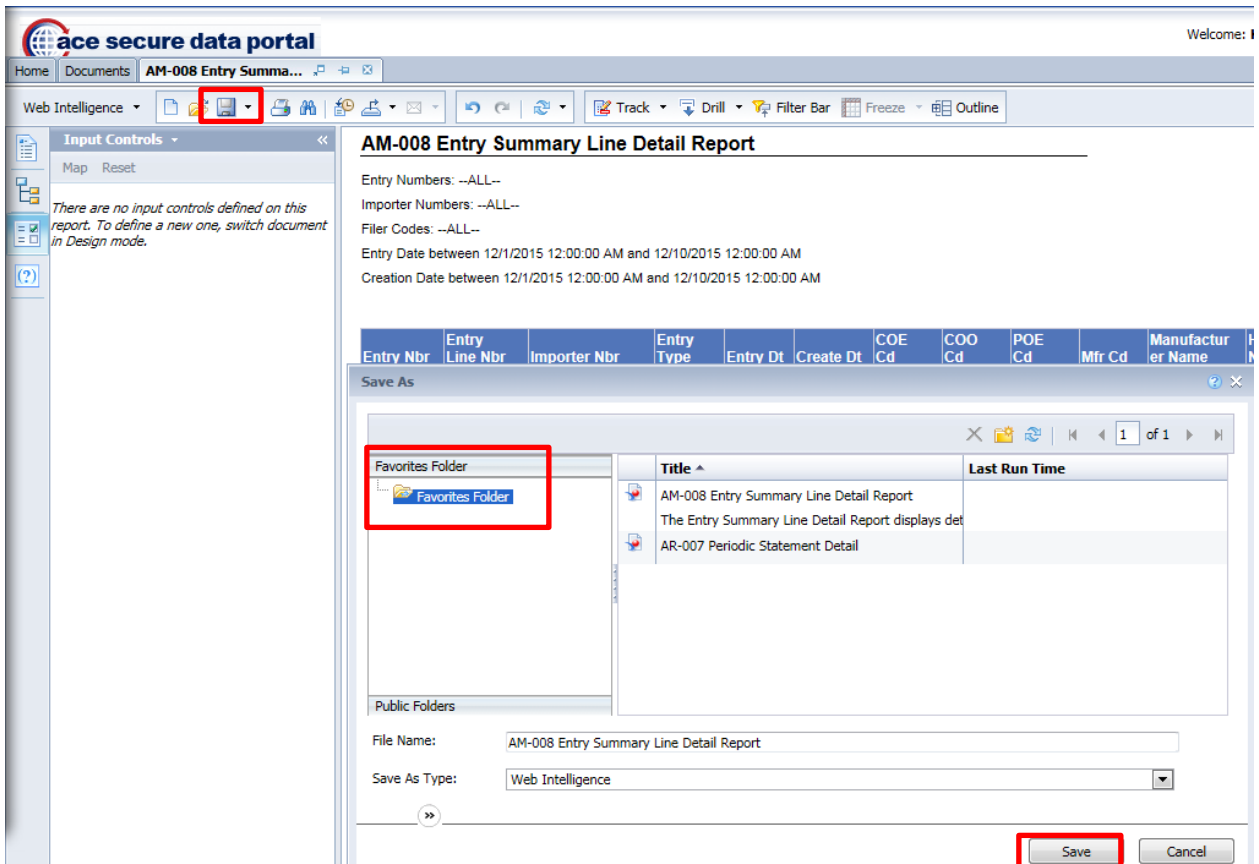 ace secure data portal
Welcome:
Home Documents AM-008 Entry Summa...
Web Intelligence Track Drill Filter Bar Freeze Outline
Input Controls
Map Reset
There are no input controls defined on this
report. To define a new one, switch document
in Design mode.
AM-008 Entry Summary Line Detail Report
Entry Numbers: --ALL--
Importer Numbers: --ALL--
Filer Codes: --ALL--
Entry Date between 12/1/2015 12:00:00 AM and 12/10/2015 12:00:00 AM
Creation Date between 12/1/2015 12:00:00 AM and 12/10/2015 12:00:00 AM
Entry Entry COE COO POE Manufactur
Entry Nbr Line Nbr Importer Nbr Type Entry Dt Create Dt Cd Cd Cd Mfr Cd er Name
Save As
1 of 1
Favorites Folder Title Last Run Time
Favorites Folder AM-008 Entry Summary Line Detail Report
The Entry Summary Line Detail Report displays det
AR-007 Periodic Statement Detail
Public Folders
File Name: AM-008 Entry Summary Line Detail Report
Save As Type: Web Intelligence
Save Cancel